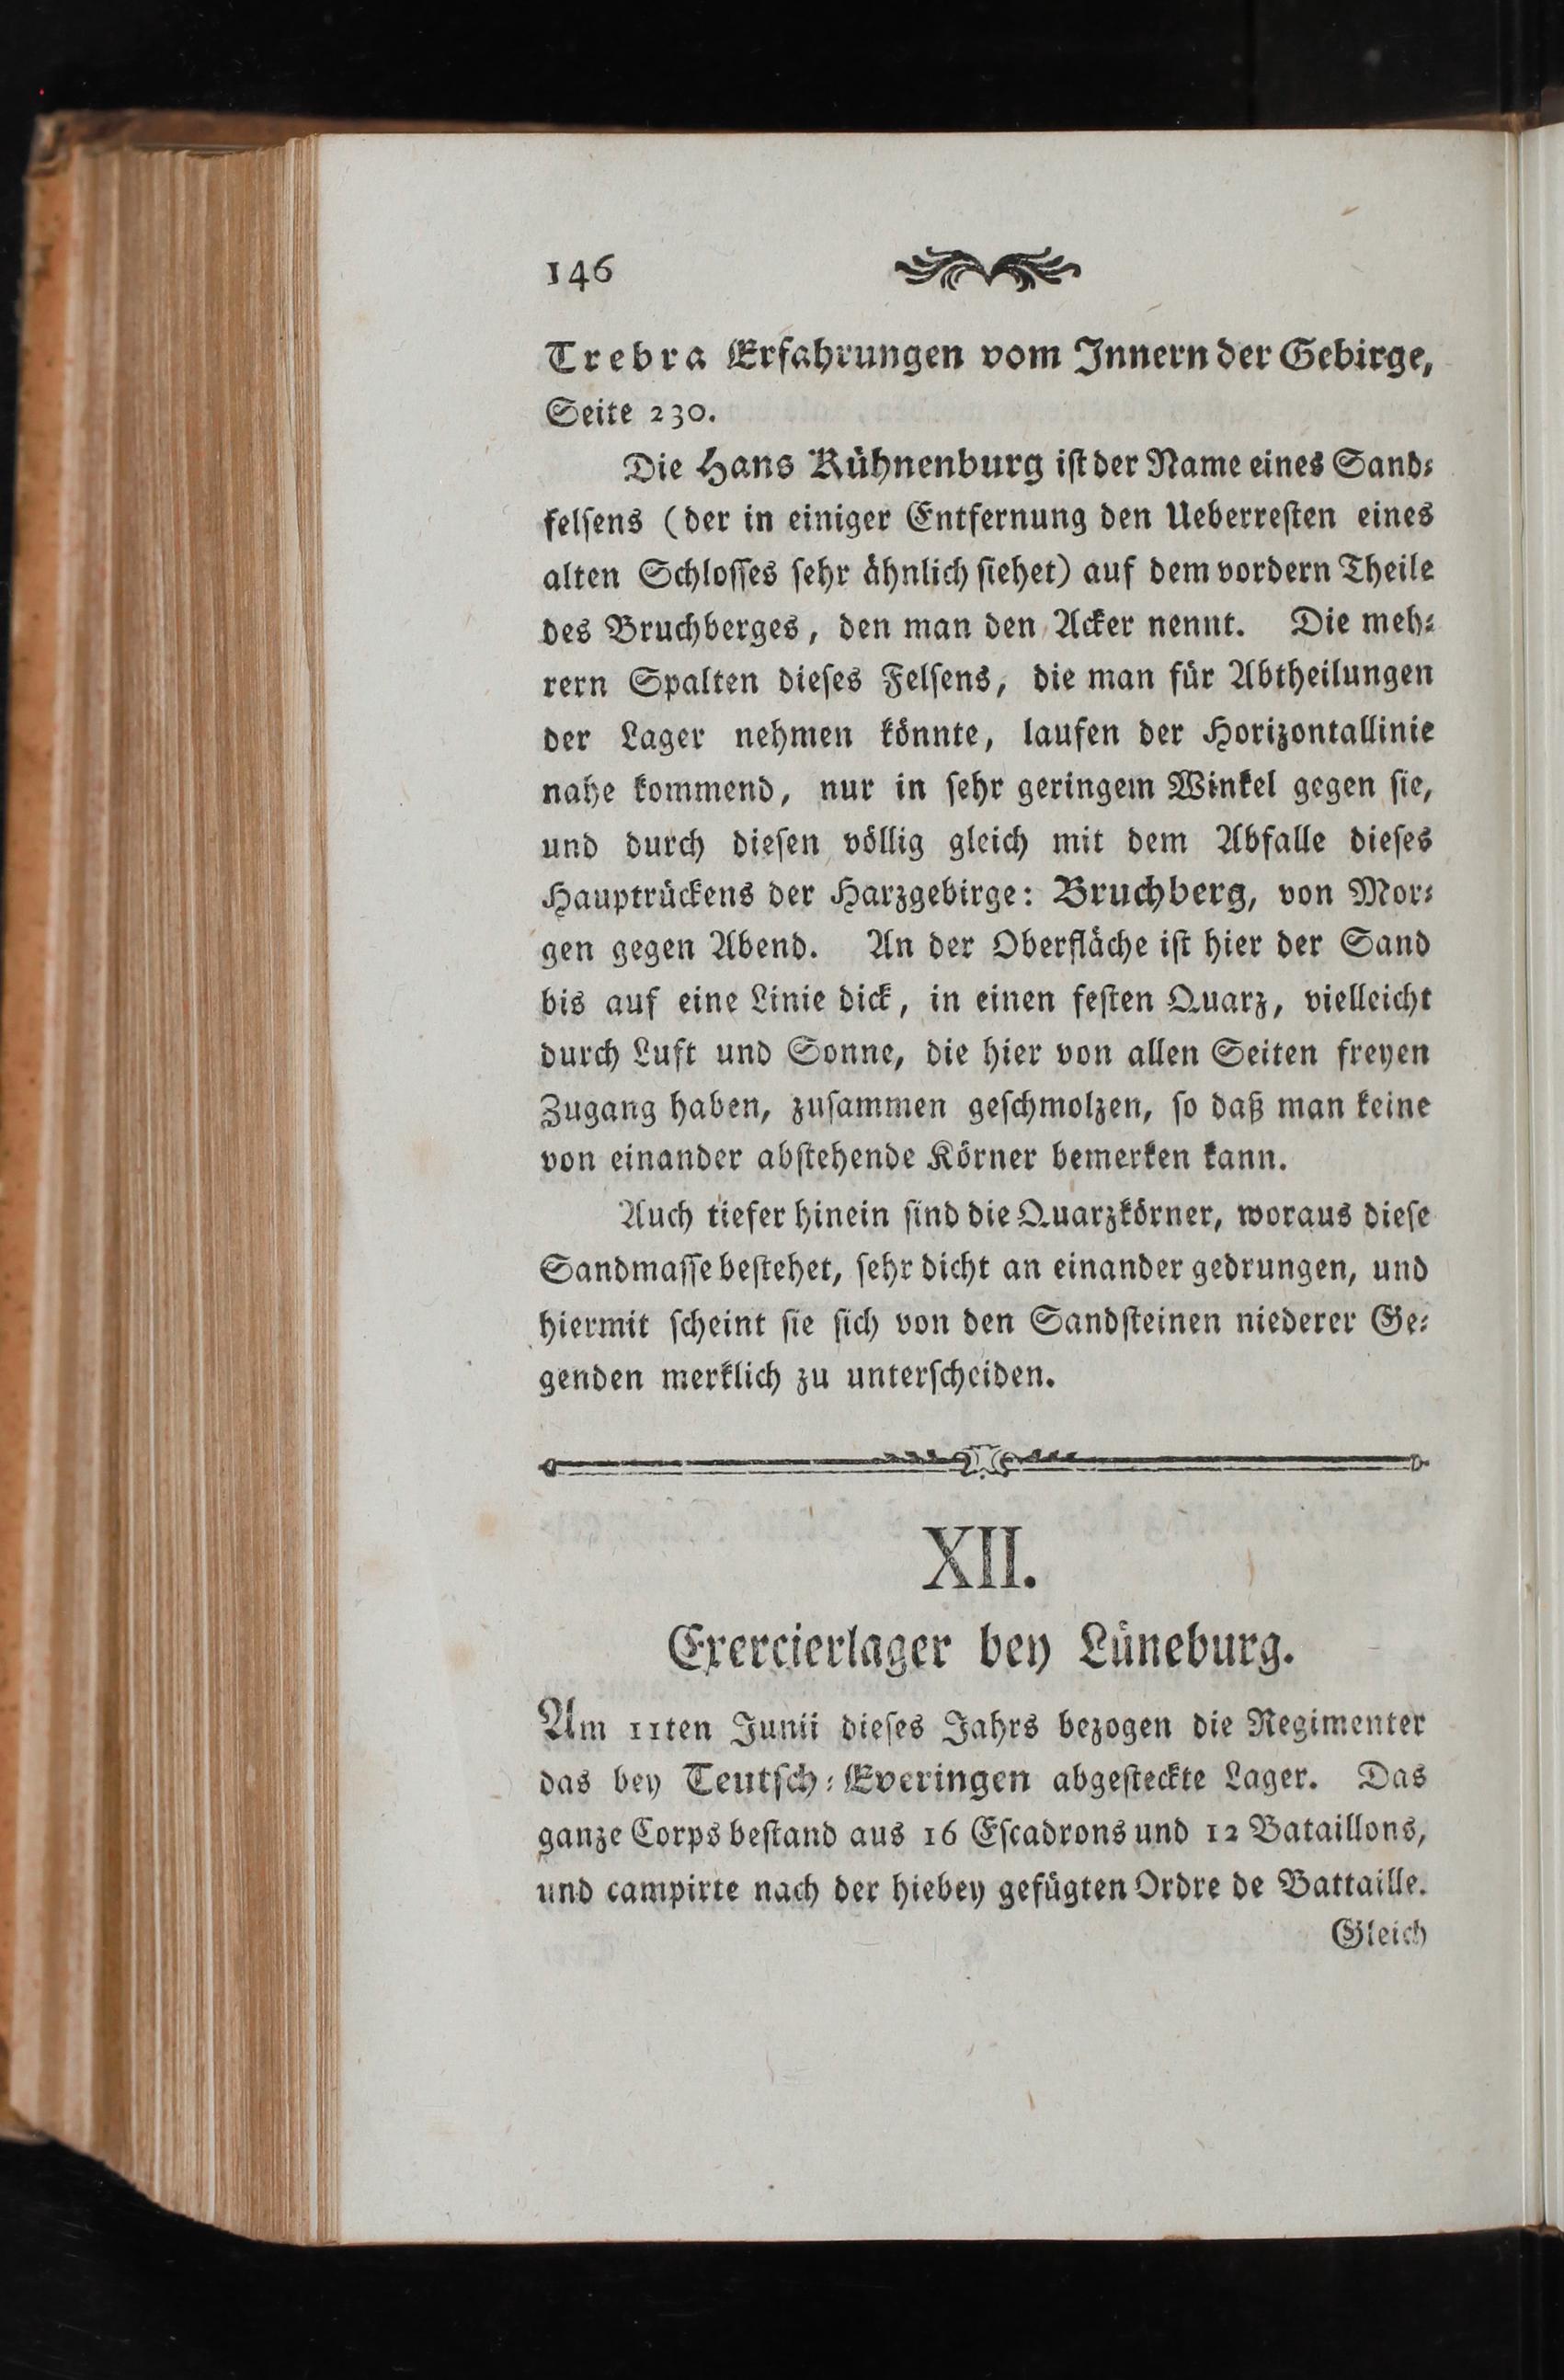 146
Trebra Erfahrungen vom Innern der Gebirge,
Seite 230.
Die Hans Kühnenburg iſt der Name eines Sand⸗
felſens (der in einiger Entfernung den Ueberreſten eines
alten Schloſſes ſehr ähnlich ſiehet) auf dem vordern Theile
des Bruchberges, den man den Acker nennt. Die meh⸗
rern Spalten dieſes Felſens, die man für Abtheilungen
der Lager nehmen könnte, laufen der Horizontallinie
nahe kommend, nur in ſehr geringem Winkel gegen ſie,
und durch dieſen völlig gleich mit dem Abfalle dieſes
Hauptrückens der Harzgebirge: Bruchberg, von Mor⸗
gen gegen Abend. An der Oberfläche iſt hier der Sand
bis auf eine Linie dick, in einen feſten Quarz, vielleicht
durch Luft und Sonne, die hier von allen Seiten freyen
Zugang haben, zuſammen geſchmolzen, ſo daß man keine
von einander abſtehende Körner bemerken kann.
Auch tiefer hinein ſind die Quarzkörner, woraus dieſe
Sandmaſſe beſtehet, ſehr dicht an einander gedrungen, und
hiermit ſcheint ſie ſich von den Sandſteinen niederer Ge⸗
genden merklich zu unterſcheiden.
XII.
Exercierlager bey Lüneburg.
Am 11ten Junii dieſes Jahrs bezogen die Regimenter
das bey Teutſch⸗Everingen abgeſteckte Lager. Das
ganze Corps beſtand aus 16 Eſcadrons und 12 Bataillons,
und campirte nach der hiebey gefügten Ordre de Battaille.
Gleich